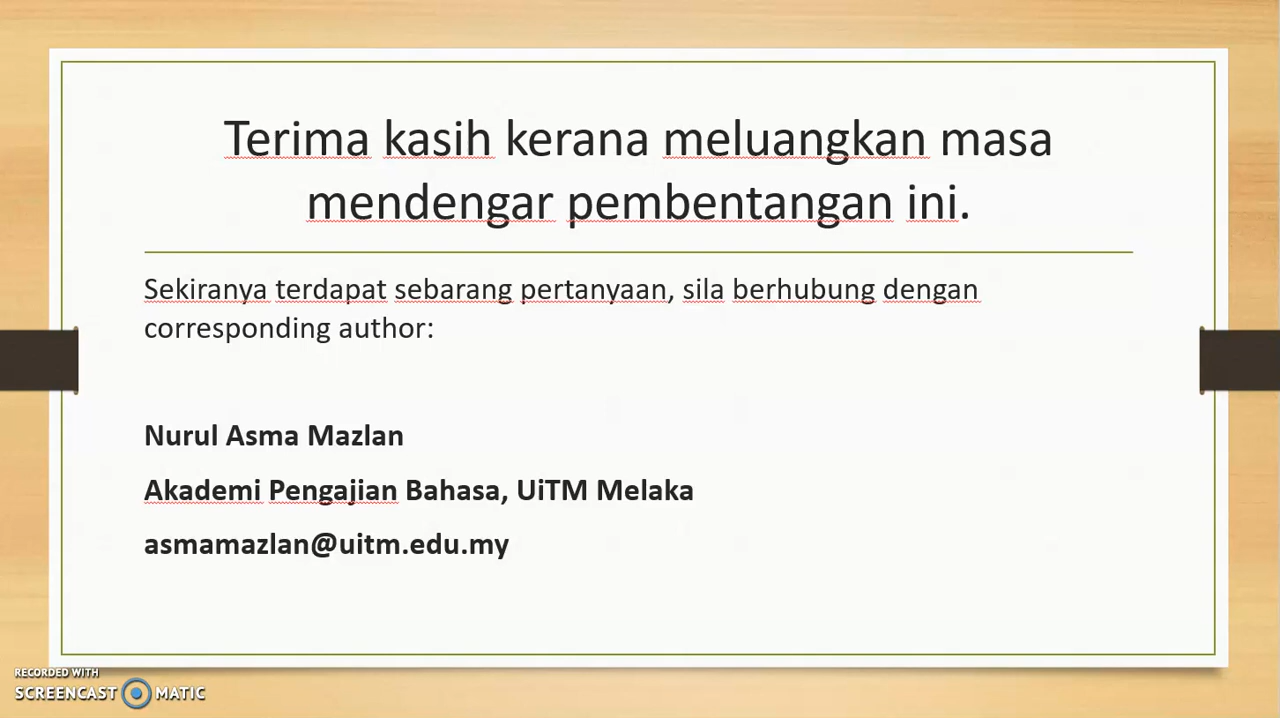 Terima kasih kerana meluangkan masa
mendengar pembentangan ini.
Sekiranya terdapat sebarang pertanyaan, sila berhubung dengan
corresponding author:
Nurul Asma Mazlan
Akademi Pengajian Bahasa, UiTM Melaka
asmamazlan@uitm.edu.my
RECORDED WITH
SCREENCAST MATIC